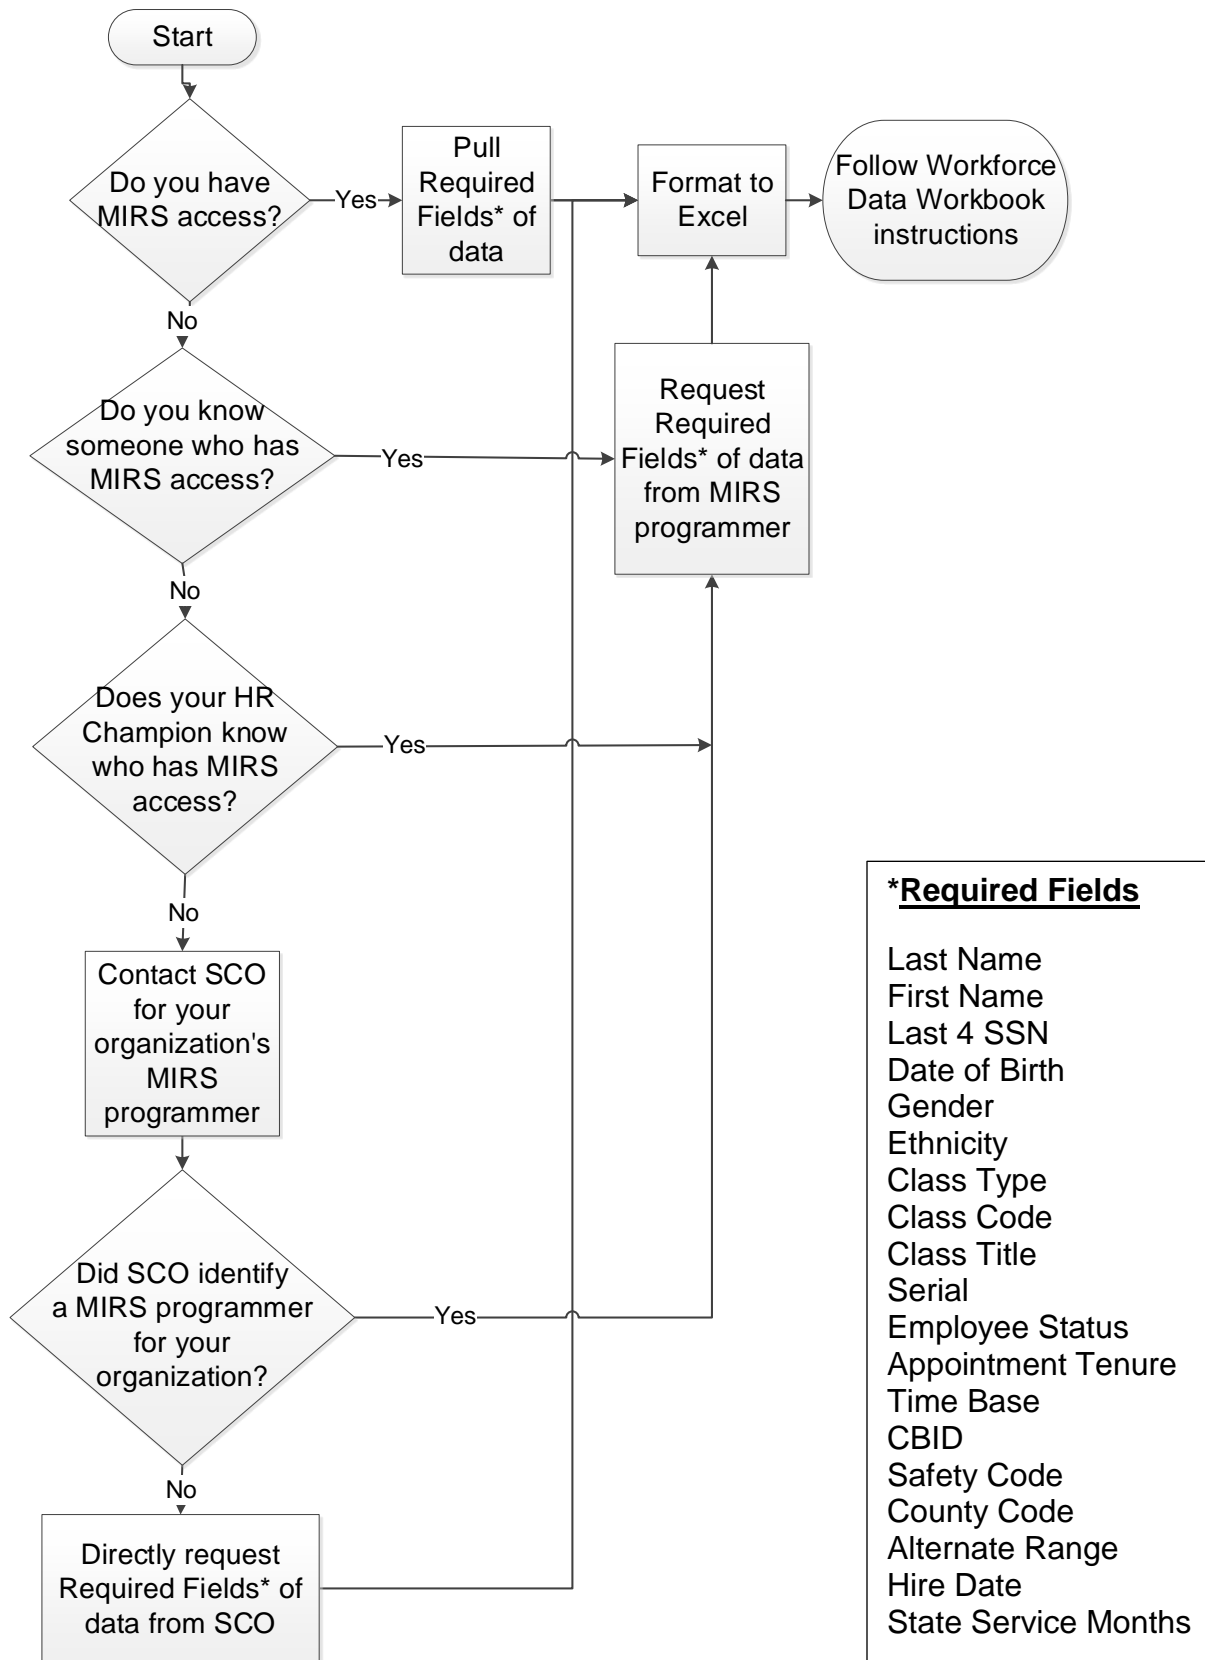 Start
Do you have
MIRS access?
Yes
Pull
Required
Fields* of
data
Format to
Excel
Follow Workforce
Data Workbook
instructions
No
Do you know
someone who has
MIRS access?
Yes
Request
Required
Fields* of data
from MIRS
programmer
No
Does your HR
Champion know
who has MIRS
access?
Yes
No
Contact SCO
for your
organization's
MIRS
programmer
Did SCO identify
a MIRS programmer
for your
organization?
Yes
No
Directly request
Required Fields* of
data from SCO
*Required Fields
Last Name
First Name
Last 4 SSN
Date of Birth
Gender
Ethnicity
Class Type
Class Code
Class Title
Serial
Employee Status
Appointment Tenure
Time Base
CBID
Safety Code
County Code
Alternate Range
Hire Date
State Service Months